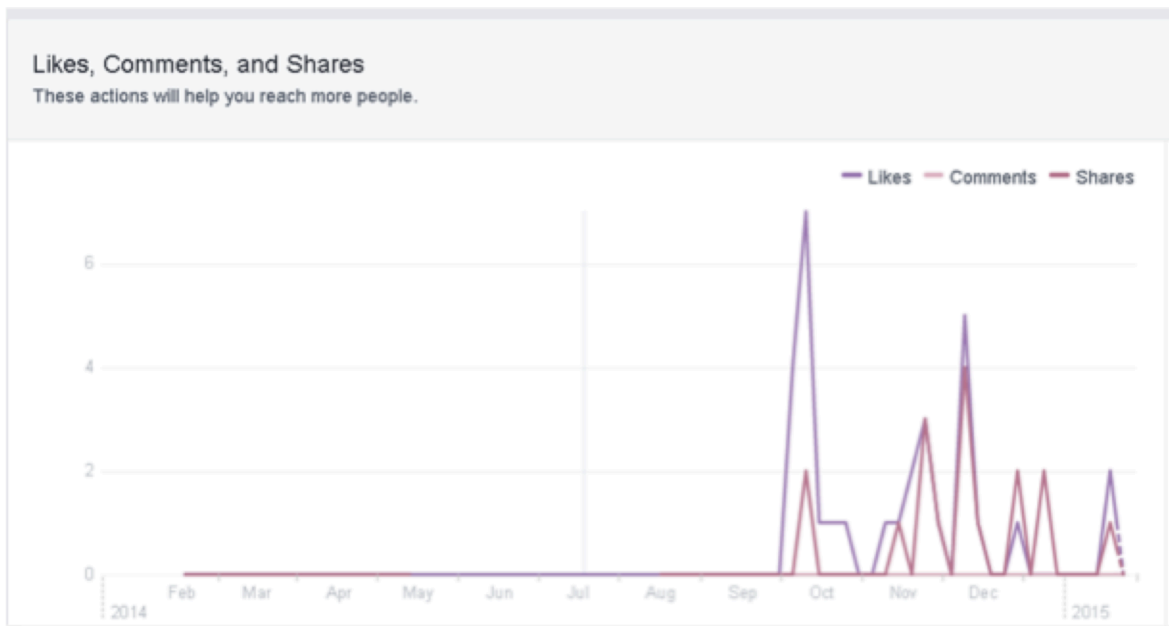 Likes, Comments, and Shares
These actions will help you reach more people.
Likes Comments Shares
6
4
2
0
Feb Mar Apr May Jun Jul Aug Sep Oct Nov Dec
2014 2015